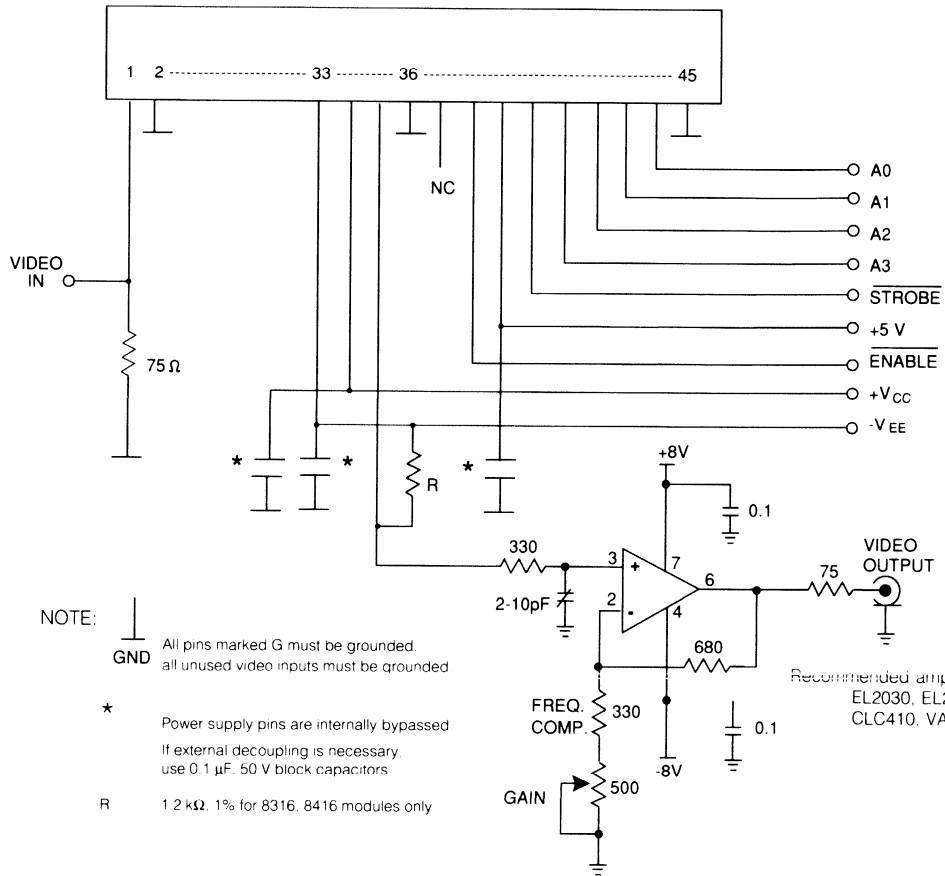 1 2 33 36 45
NC
A0
A1
A2
A3
VIDEO
IN
STROBE
+5 V
75Ω
ENABLE
+VCC
-VEE
* * *
R
+8V
0.1
330
3 + 7
VIDEO
OUTPUT
6
75
2-10pF
2 - 4
680
NOTE:
GND
All pins marked G must be grounded.
all unused video inputs must be grounded
Recommended
EL2030,
CLC410,
*
Power supply pins are internally bypassed
If external decoupling is necessary,
use 0.1 µF, 50 V block capacitors
FREQ.
COMP.
330
0.1
-8V
GAIN
500
R 1.2 kΩ, 1% for 8316, 8416 modules only